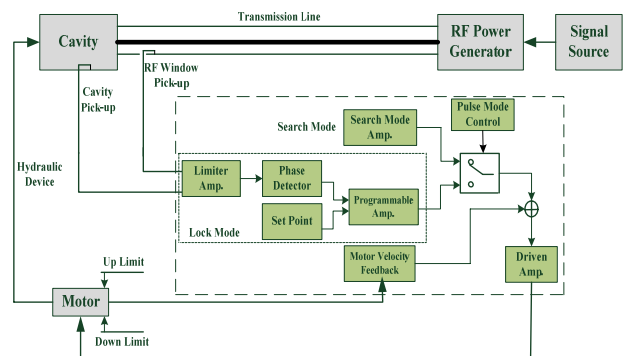 Transmission Line
Cavity
RF Power
Generator
Signal
Source
RF Window
Pick-up
Cavity
Pick-up
Pulse Mode
Control
Search Mode
Search Mode
Amp.
Hydraulic
Device
Limiter
Amp.
Phase
Detector
Programmable
Amp.
Set Point
Lock Mode
Motor Velocity
Feedback
Driven
Amp.
Up Limit
Motor
Down Limit